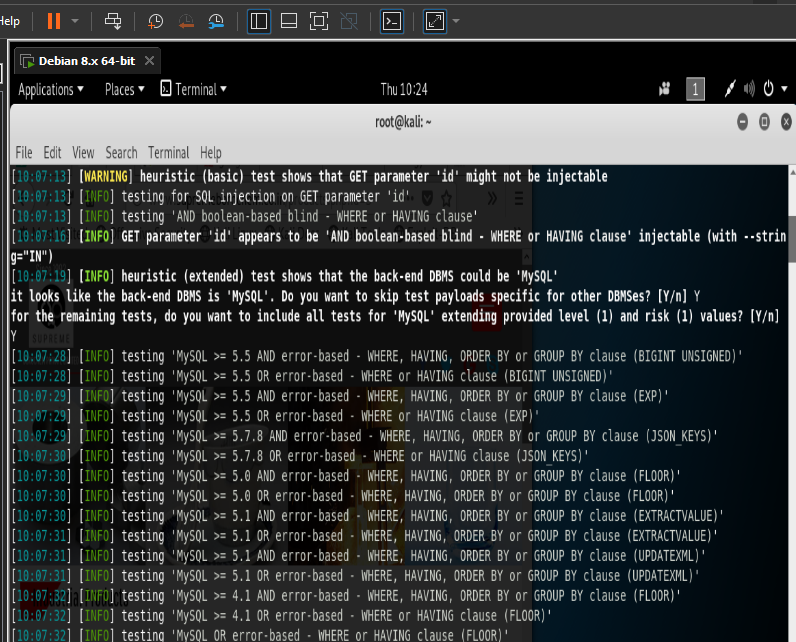 Help
Debian 8.x 64-bit
Applications Places Terminal Thu 10:24 1
root@kali: ~
File Edit View Search Terminal Help
[10:07:13] [WARNING] heuristic (basic) test shows that GET parameter 'id' might not be injectable
[10:07:13] [INFO] testing for SQL injection on GET parameter 'id'
[10:07:13] [INFO] testing 'AND boolean-based blind - WHERE or HAVING clause'
[10:07:16] [INFO] GET parameter 'id' appears to be 'AND boolean-based blind - WHERE or HAVING clause' injectable (with --strin
g="IN")
[10:07:19] [INFO] heuristic (extended) test shows that the back-end DBMS could be 'MySQL'
it looks like the back-end DBMS is 'MySQL'. Do you want to skip test payloads specific for other DBMSes? [Y/n] Y
for the remaining tests, do you want to include all tests for 'MySQL' extending provided level (1) and risk (1) values? [Y/n]
Y
SUPREME
[10:07:28] [INFO] testing 'MySQL >= 5.5 AND error-based - WHERE, HAVING, ORDER BY or GROUP BY clause (BIGINT UNSIGNED)'
[10:07:28] [INFO] testing 'MySQL >= 5.5 OR error-based - WHERE or HAVING clause (BIGINT UNSIGNED)'
[10:07:29] [INFO] testing 'MySQL >= 5.5 AND error-based - WHERE, HAVING, ORDER BY or GROUP BY clause (EXP)'
[10:07:29] [INFO] testing 'MySQL >= 5.5 OR error-based - WHERE or HAVING clause (EXP)'
[10:07:29] [INFO] testing 'MySQL >= 5.7.8 AND error-based - WHERE, HAVING, ORDER BY or GROUP BY clause (JSON_KEYS)'
[10:07:30] [INFO] testing 'MySQL >= 5.7.8 OR error-based - WHERE or HAVING clause (JSON_KEYS)'
[10:07:30] [INFO] testing 'MySQL >= 5.0 AND error-based - WHERE, HAVING, ORDER BY or GROUP BY clause (FLOOR)'
[10:07:30] [INFO] testing 'MySQL >= 5.0 OR error-based - WHERE, HAVING, ORDER BY or GROUP BY clause (FLOOR)'
[10:07:30] [INFO] testing 'MySQL >= 5.1 AND error-based - WHERE, HAVING, ORDER BY or GROUP BY clause (EXTRACTVALUE)'
[10:07:31] [INFO] testing 'MySQL >= 5.1 OR error-based - WHERE, HAVING, ORDER BY or GROUP BY clause (EXTRACTVALUE)'
[10:07:31] [INFO] testing 'MySQL >= 5.1 AND error-based - WHERE, HAVING, ORDER BY or GROUP BY clause (UPDATEXML)'
[10:07:31] [INFO] testing 'MySQL >= 5.1 OR error-based - WHERE, HAVING, ORDER BY or GROUP BY clause (UPDATEXML)'
[10:07:32] [INFO] testing 'MySQL >= 4.1 AND error-based - WHERE, HAVING, ORDER BY or GROUP BY clause (FLOOR)'
[10:07:32] [INFO] testing 'MySQL >= 4.1 OR error-based - WHERE or HAVING clause (FLOOR)'
[10:07:32] [INFO] testing 'MySQL OR error-based - WHERE or HAVING clause (FLOOR)'